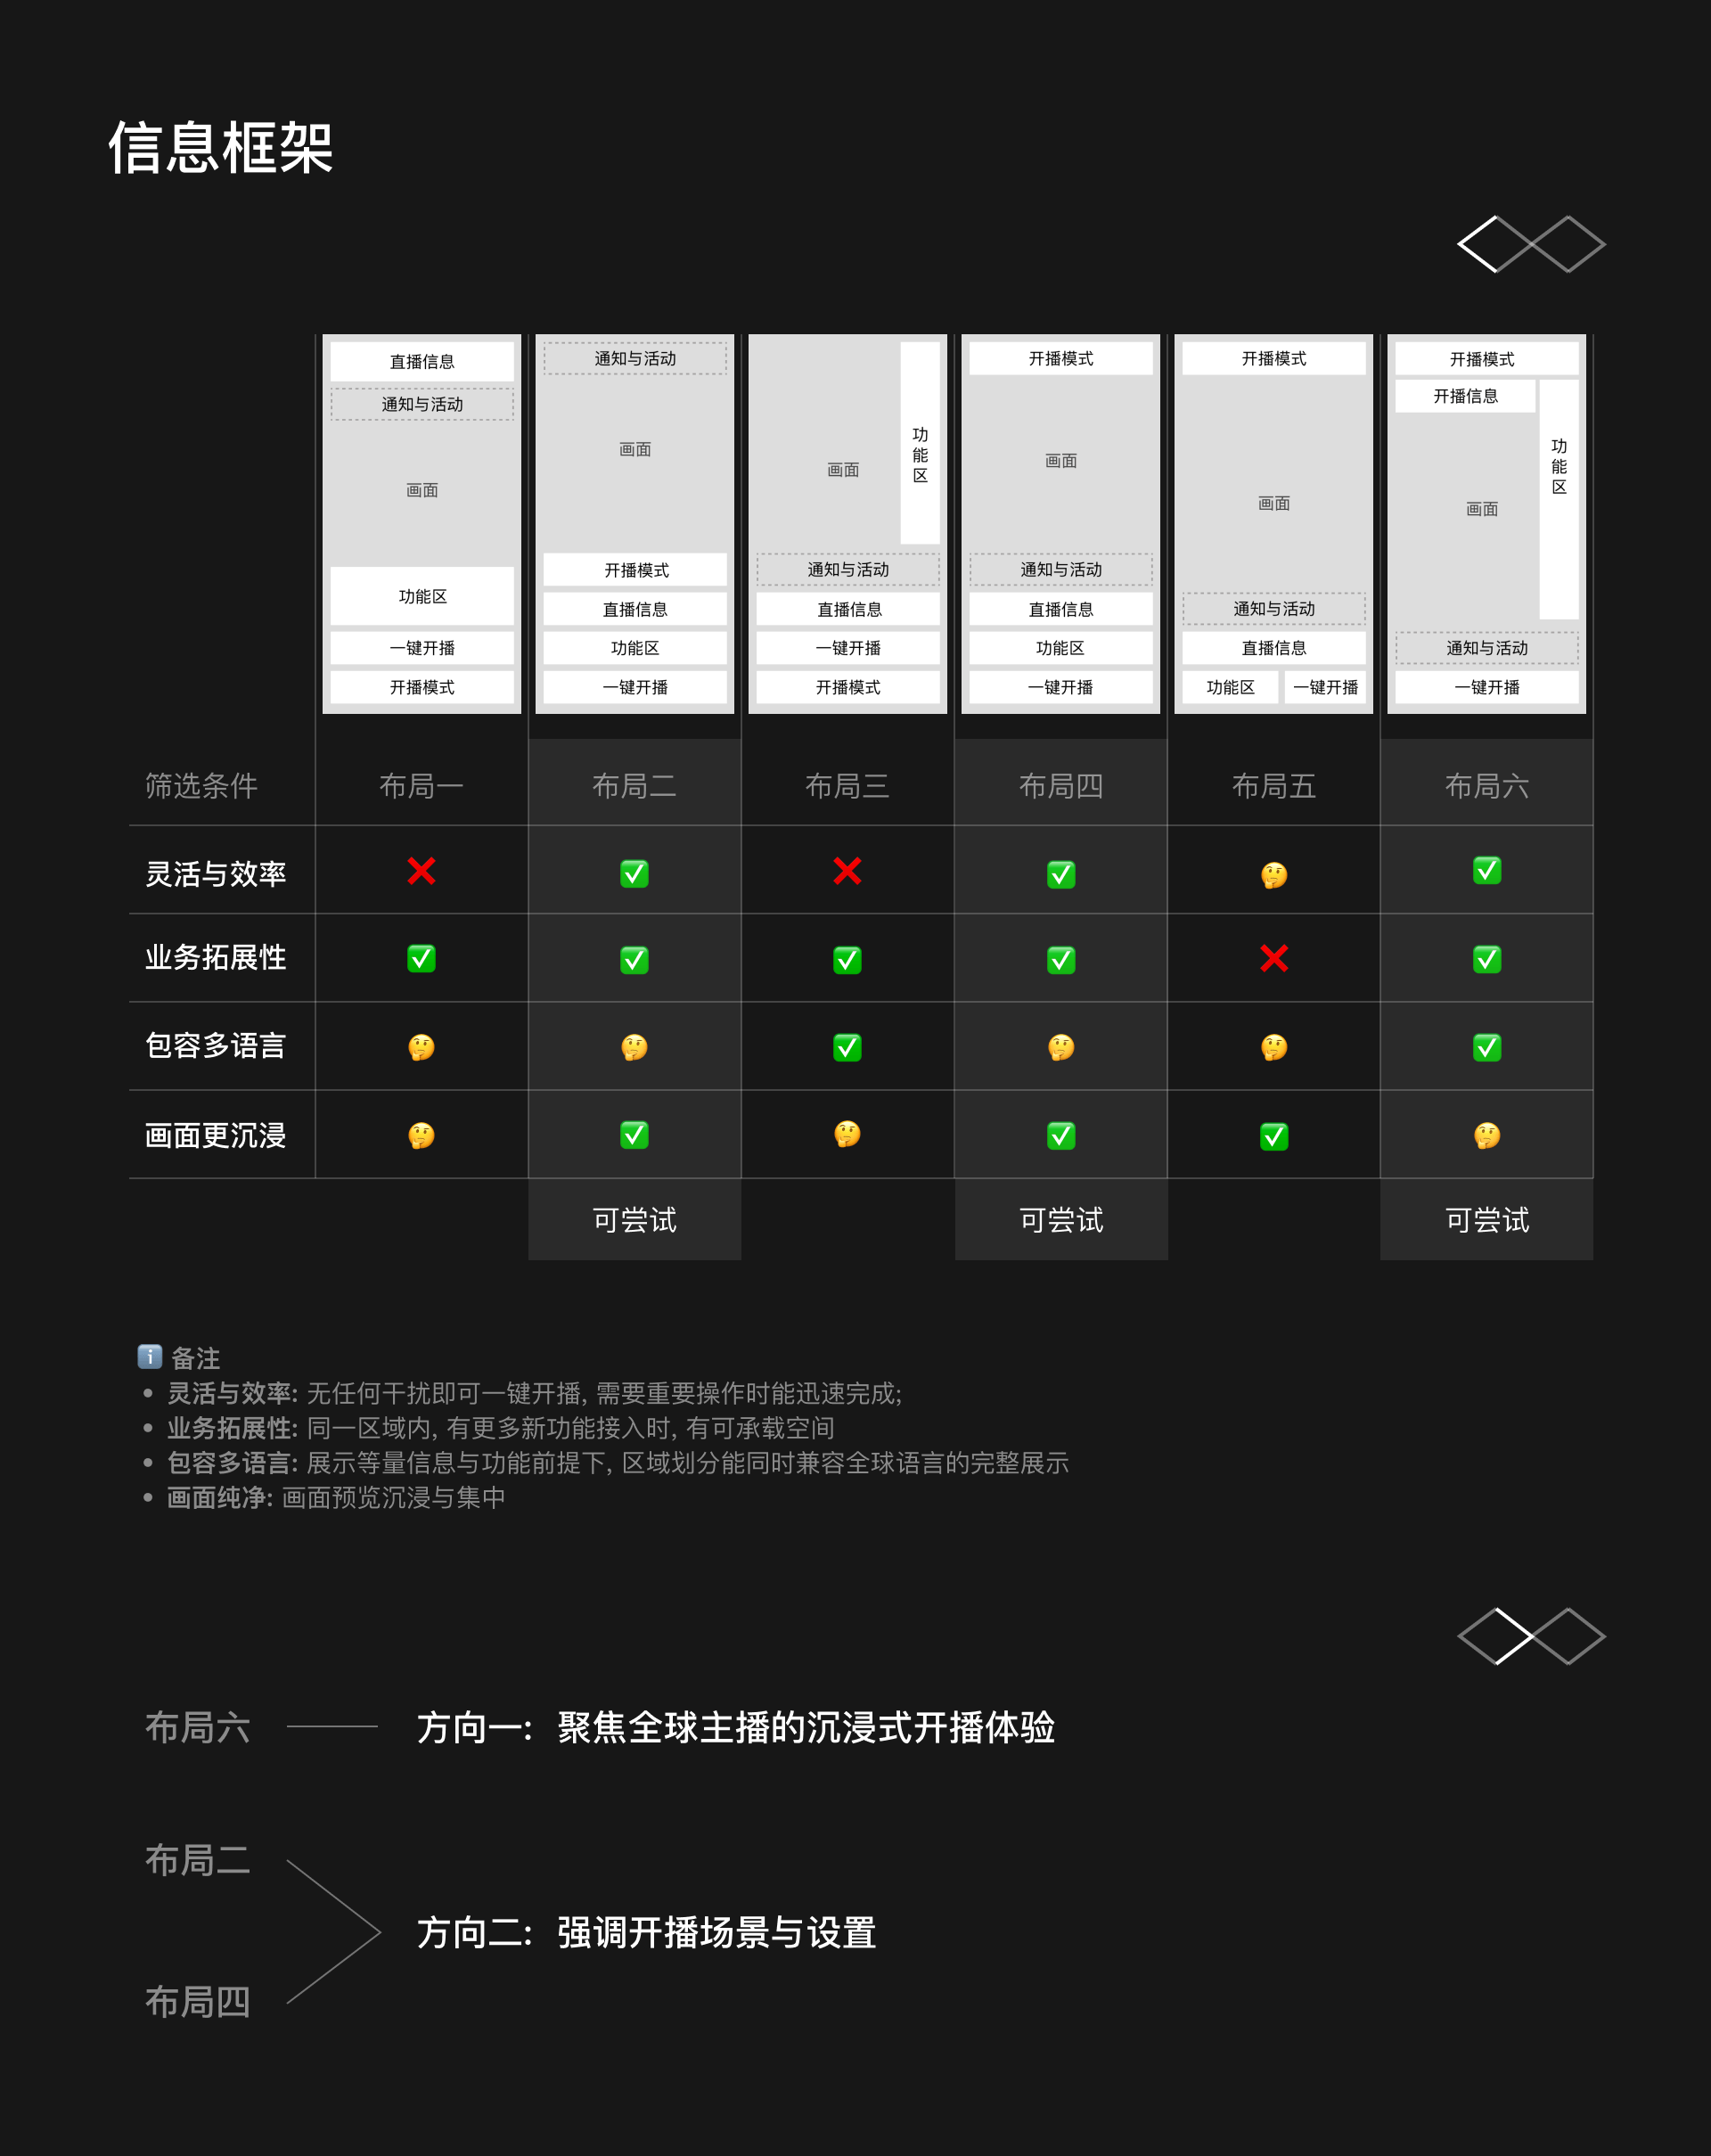 信息框架
直播信息
通知与活动
画面
功能区
一键开播
开播模式
通知与活动
画面
开播模式
直播信息
功能区
一键开播
功能区
画面
通知与活动
直播信息
一键开播
开播模式
开播模式
画面
通知与活动
直播信息
功能区
一键开播
开播模式
画面
通知与活动
直播信息
功能区 一键开播
开播模式
开播信息
功能区
画面
通知与活动
一键开播
筛选条件 布局一 布局二 布局三 布局四 布局五 布局六
灵活与效率 ❌ ✅ ❌ ✅ 🤔 ✅
业务拓展性 ✅ ✅ ✅ ✅ ❌ ✅
包容多语言 🤔 🤔 ✅ 🤔 🤔 ✅
画面更沉浸 🤔 ✅ 🤔 ✅ ✅ 🤔
可尝试 可尝试 可尝试
ℹ️ 备注
• 灵活与效率: 无任何干扰即可一键开播, 需要重要操作时能迅速完成;
• 业务拓展性: 同一区域内, 有更多新功能接入时, 有可承载空间
• 包容多语言: 展示等量信息与功能前提下, 区域划分能同时兼容全球语言的完整展示
• 画面纯净: 画面预览沉浸与集中
布局六 方向一: 聚焦全球主播的沉浸式开播体验
布局二
方向二: 强调开播场景与设置
布局四